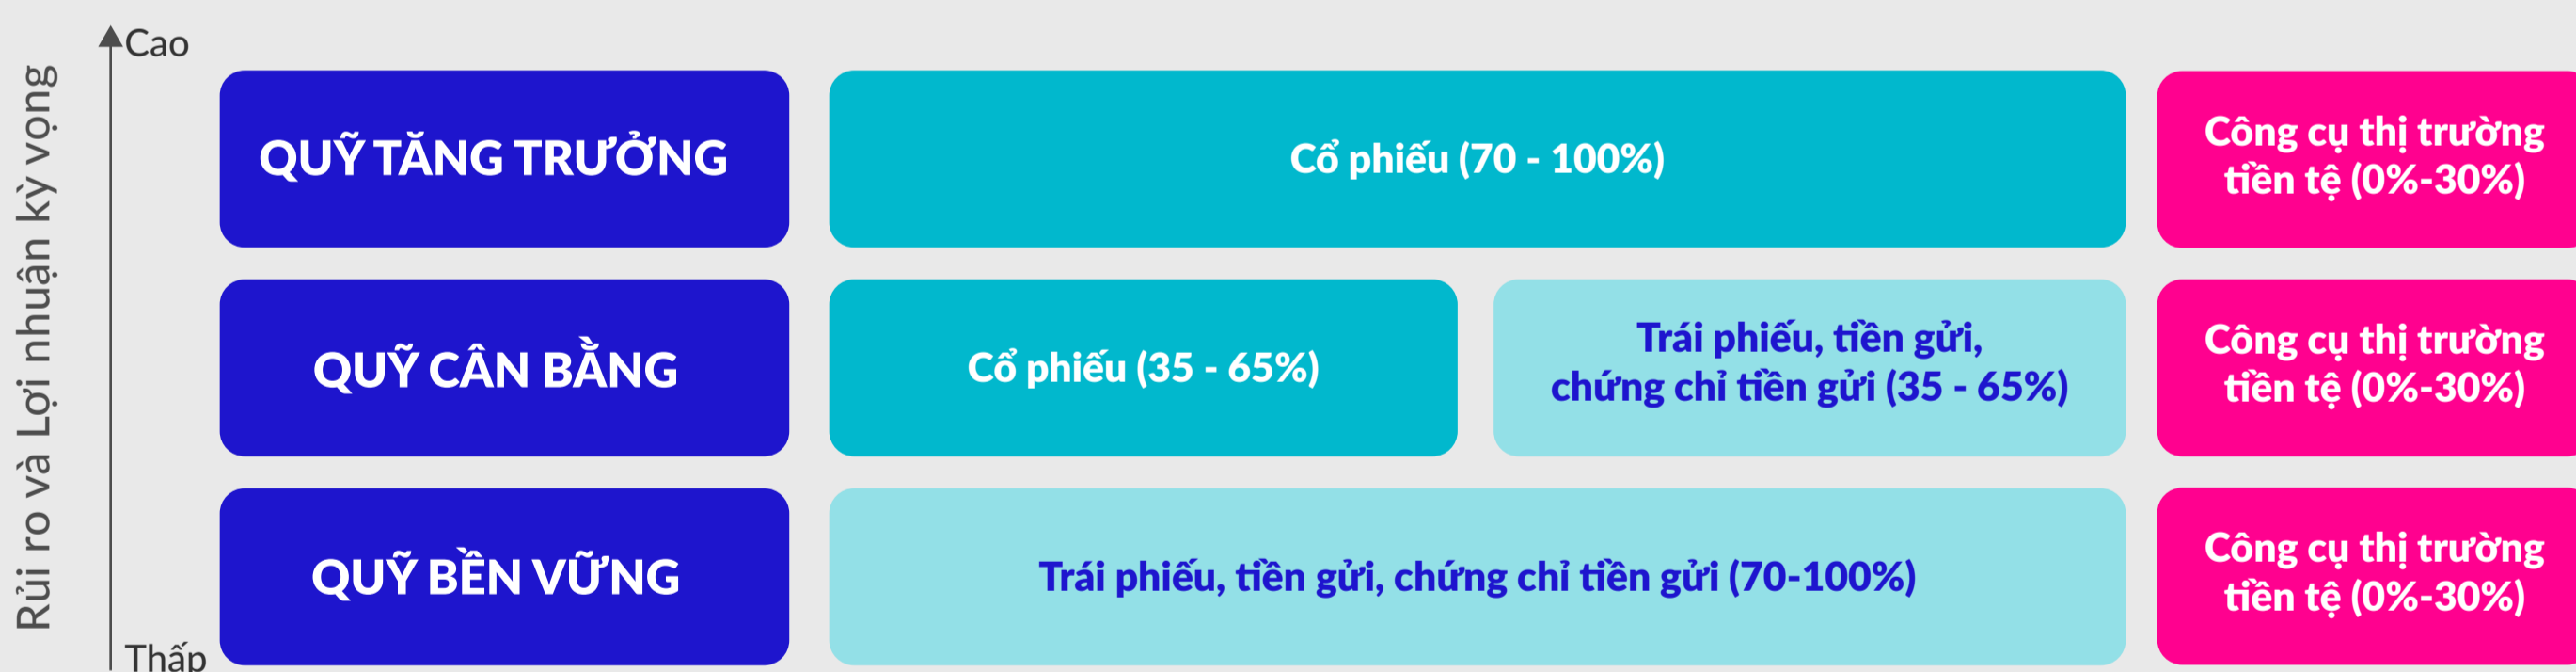 Rủi ro và Lợi nhuận kỳ vọng
Cao
QUỸ TĂNG TRƯỞNG
Cổ phiếu (70 - 100%)
Công cụ thị trường
tiền tệ (0%-30%)
QUỸ CÂN BẰNG
Cổ phiếu (35 - 65%)
Trái phiếu, tiền gửi,
chứng chỉ tiền gửi (35 - 65%)
Công cụ thị trường
tiền tệ (0%-30%)
QUỸ BỀN VỮNG
Trái phiếu, tiền gửi, chứng chỉ tiền gửi (70-100%)
Công cụ thị trường
tiền tệ (0%-30%)
Thấp